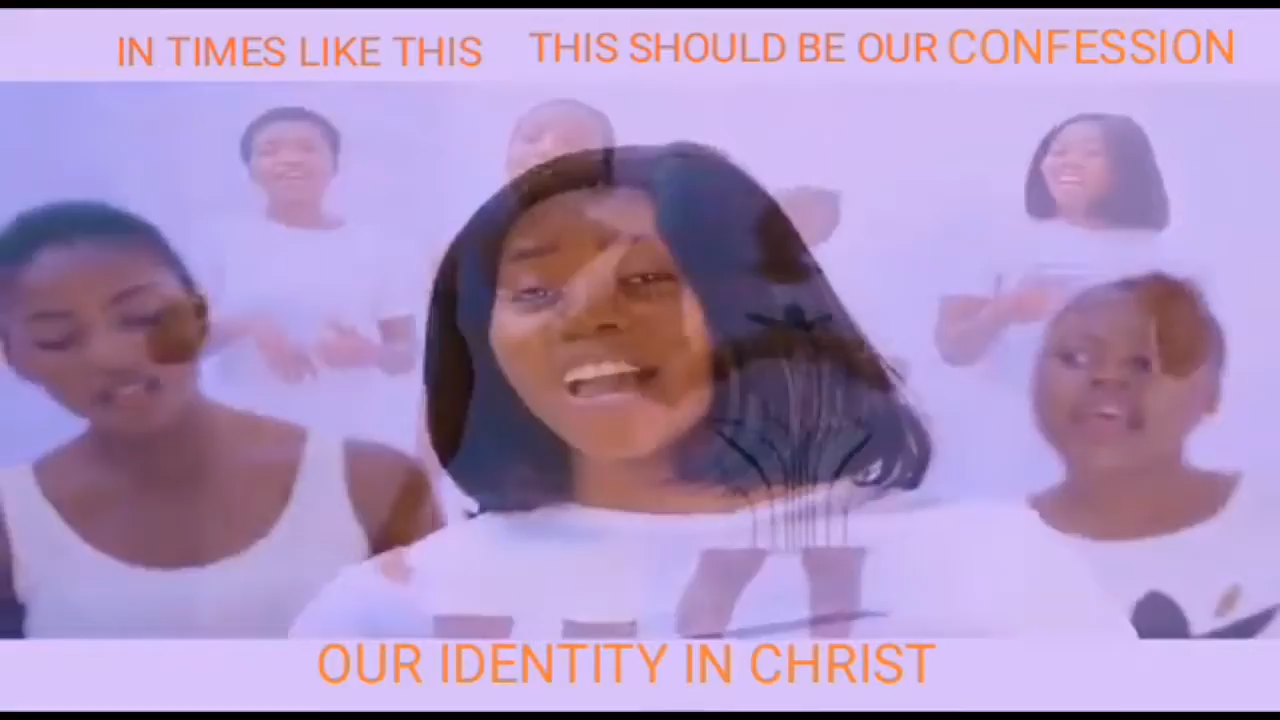 IN TIMES LIKE THIS THIS SHOULD BE OUR CONFESSION
OUR IDENTITY IN CHRIST